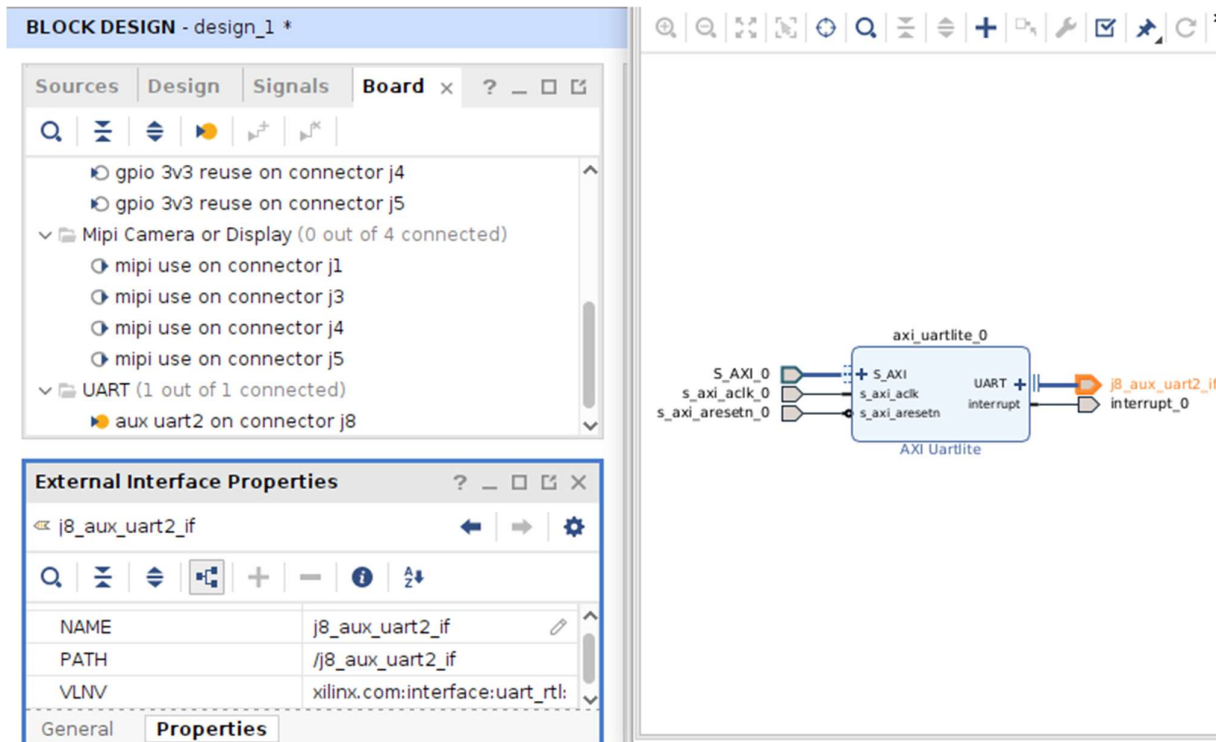 BLOCK DESIGN - design_1 *
Sources Design Signals Board
gpio 3v3 reuse on connector j4
gpio 3v3 reuse on connector j5
Mipi Camera or Display (0 out of 4 connected)
mipi use on connector j1
mipi use on connector j3
mipi use on connector j4
mipi use on connector j5
UART (1 out of 1 connected)
aux uart2 on connector j8
External Interface Properties
j8_aux_uart2_if
NAME j8_aux_uart2_if
PATH /j8_aux_uart2_if
VLNV xilinx.com:interface:uart_rtl:
General Properties
axi_uartlite_0
S_AXI_0
s_axi_aclk_0
s_axi_aresetn_0
S_AXI
s_axi_aclk
s_axi_aresetn
UART
interrupt
j8_aux_uart2_if
interrupt_0
AXI Uartlite